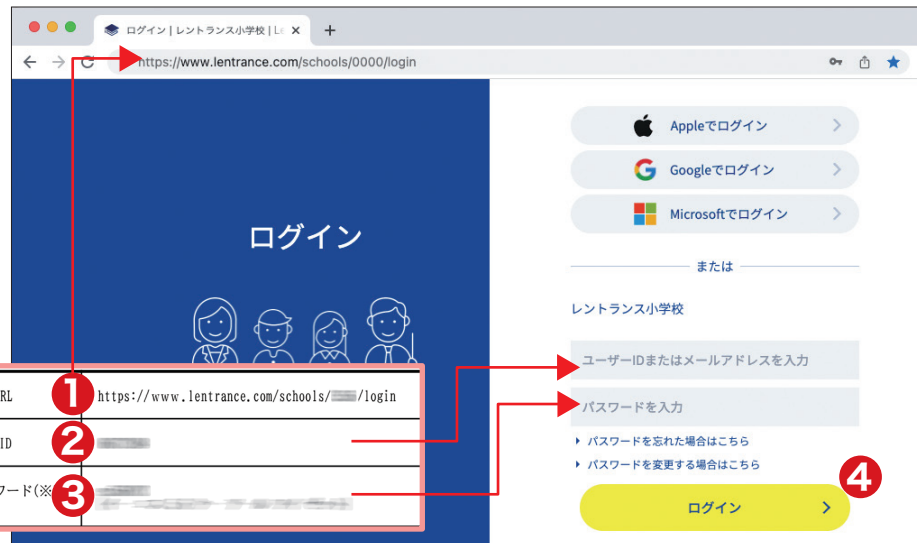 ログイン | レントランス小学校 | L
https://www.lentrance.com/schools/0000/login
Appleでログイン
Googleでログイン
Microsoftでログイン
または
ログイン
レントランス小学校
ユーザーIDまたはメールアドレスを入力
パスワードを入力
パスワードを忘れた場合はこちら
パスワードを変更する場合はこちら
ログイン
4
RL 1 https://www.lentrance.com/schools/ /login
ID 2
ワード(※ 3